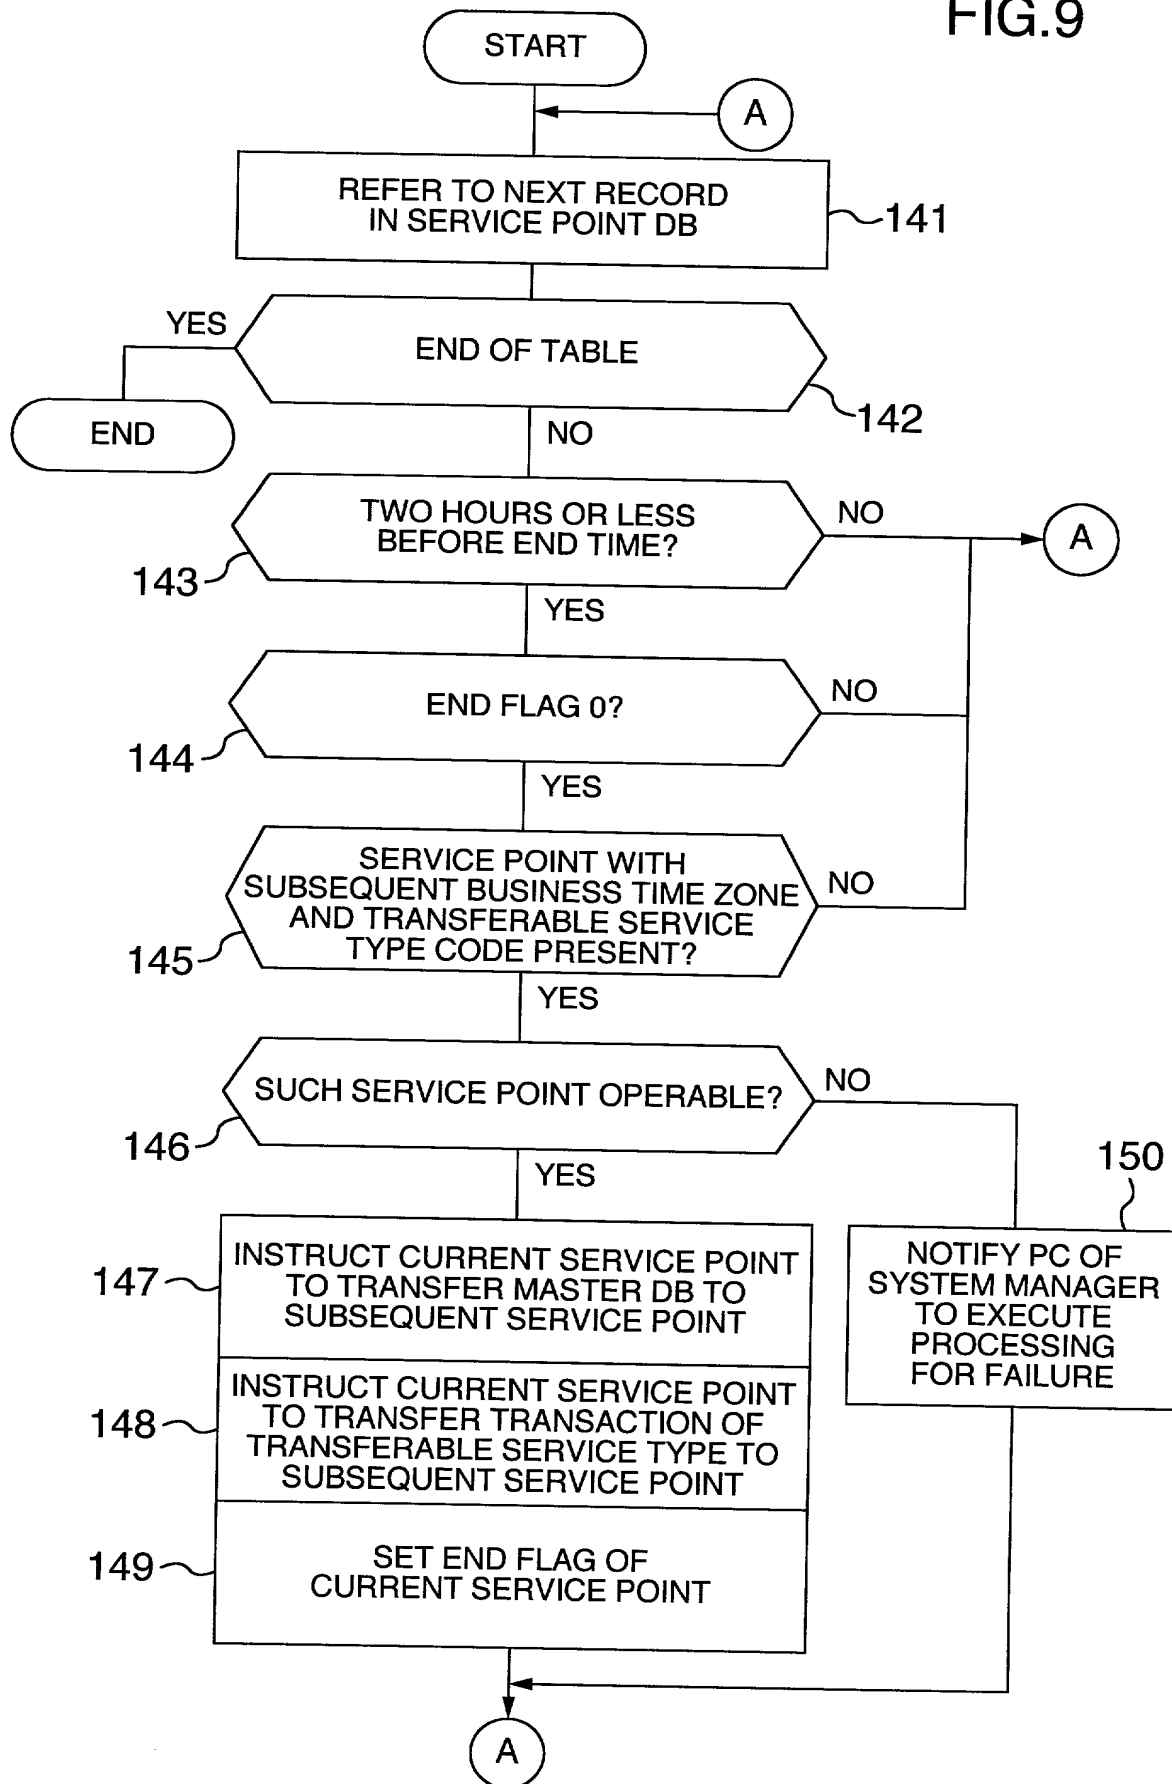 FIG.9
START
A
REFER TO NEXT RECORD
IN SERVICE POINT DB
141
YES
END OF TABLE
142
END
NO
TWO HOURS OR LESS
BEFORE END TIME?
NO
A
143
YES
END FLAG 0?
NO
144
YES
SERVICE POINT WITH
SUBSEQUENT BUSINESS TIME ZONE
AND TRANSFERABLE SERVICE
TYPE CODE PRESENT?
NO
145
YES
SUCH SERVICE POINT OPERABLE?
NO
146
YES
150
INSTRUCT CURRENT SERVICE POINT
TO TRANSFER MASTER DB TO
SUBSEQUENT SERVICE POINT
147
NOTIFY PC OF
SYSTEM MANAGER
TO EXECUTE
PROCESSING
FOR FAILURE
INSTRUCT CURRENT SERVICE POINT
TO TRANSFER TRANSACTION OF
TRANSFERABLE SERVICE TYPE TO
SUBSEQUENT SERVICE POINT
148
SET END FLAG OF
CURRENT SERVICE POINT
149
A